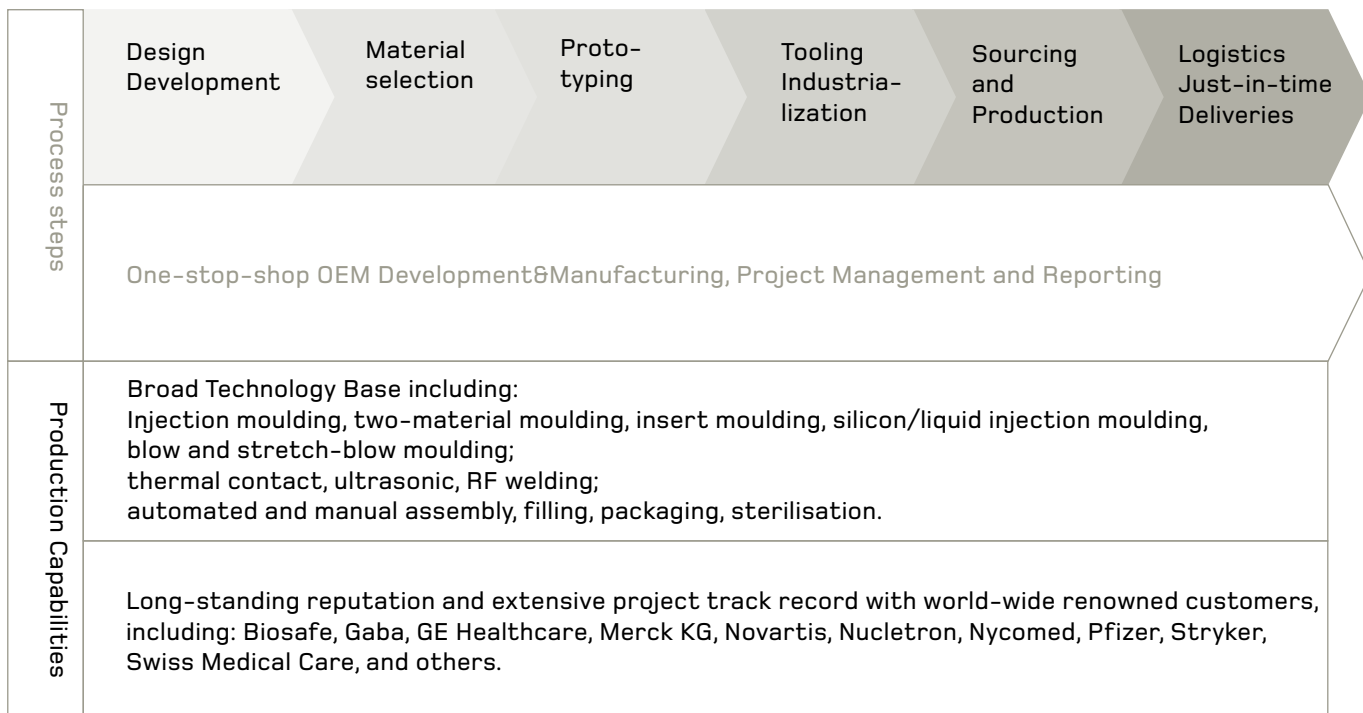 Process steps
Design
Development
Material
selection
Proto-
typing
Tooling
Industria-
lization
Sourcing
and
Production
Logistics
Just-in-time
Deliveries
One-stop-shop OEM Development&Manufacturing, Project Management and Reporting
Production Capabilities
Broad Technology Base including:
Injection moulding, two-material moulding, insert moulding, silicon/liquid injection moulding,
blow and stretch-blow moulding;
thermal contact, ultrasonic, RF welding;
automated and manual assembly, filling, packaging, sterilisation.
Long-standing reputation and extensive project track record with world-wide renowned customers,
including: Biosafe, Gaba, GE Healthcare, Merck KG, Novartis, Nucletron, Nycomed, Pfizer, Stryker,
Swiss Medical Care, and others.